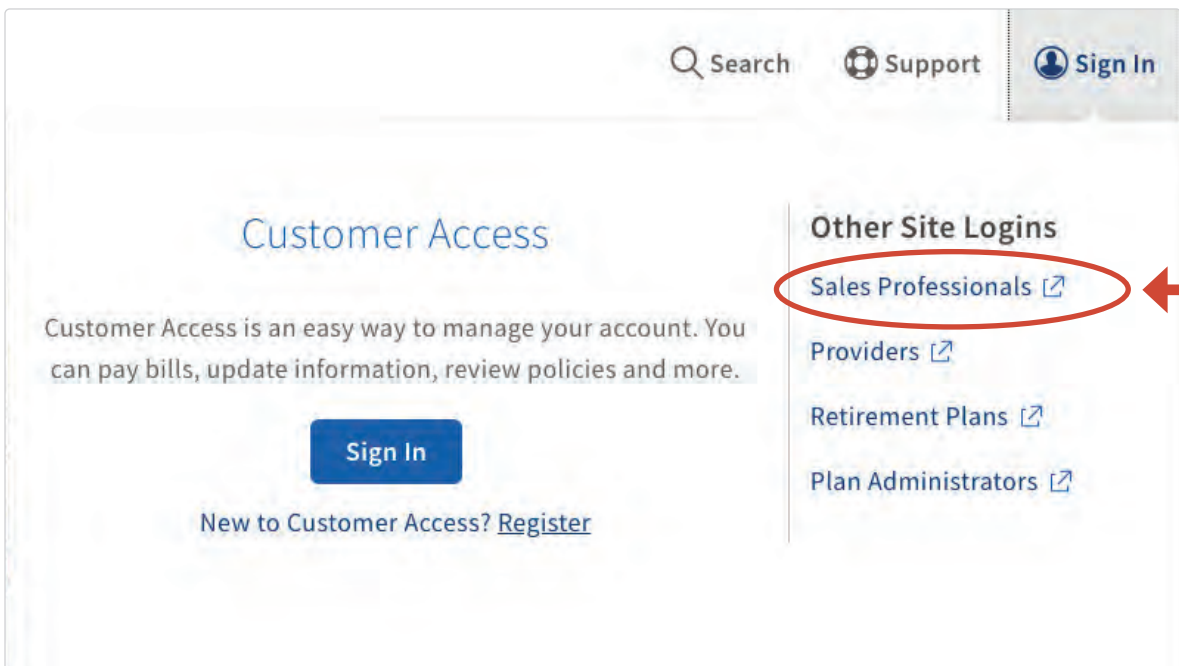 Search Support Sign In
Customer Access
Customer Access is an easy way to manage your account. You
can pay bills, update information, review policies and more.
Sign In
New to Customer Access? Register
Other Site Logins
Sales Professionals
Providers
Retirement Plans
Plan Administrators